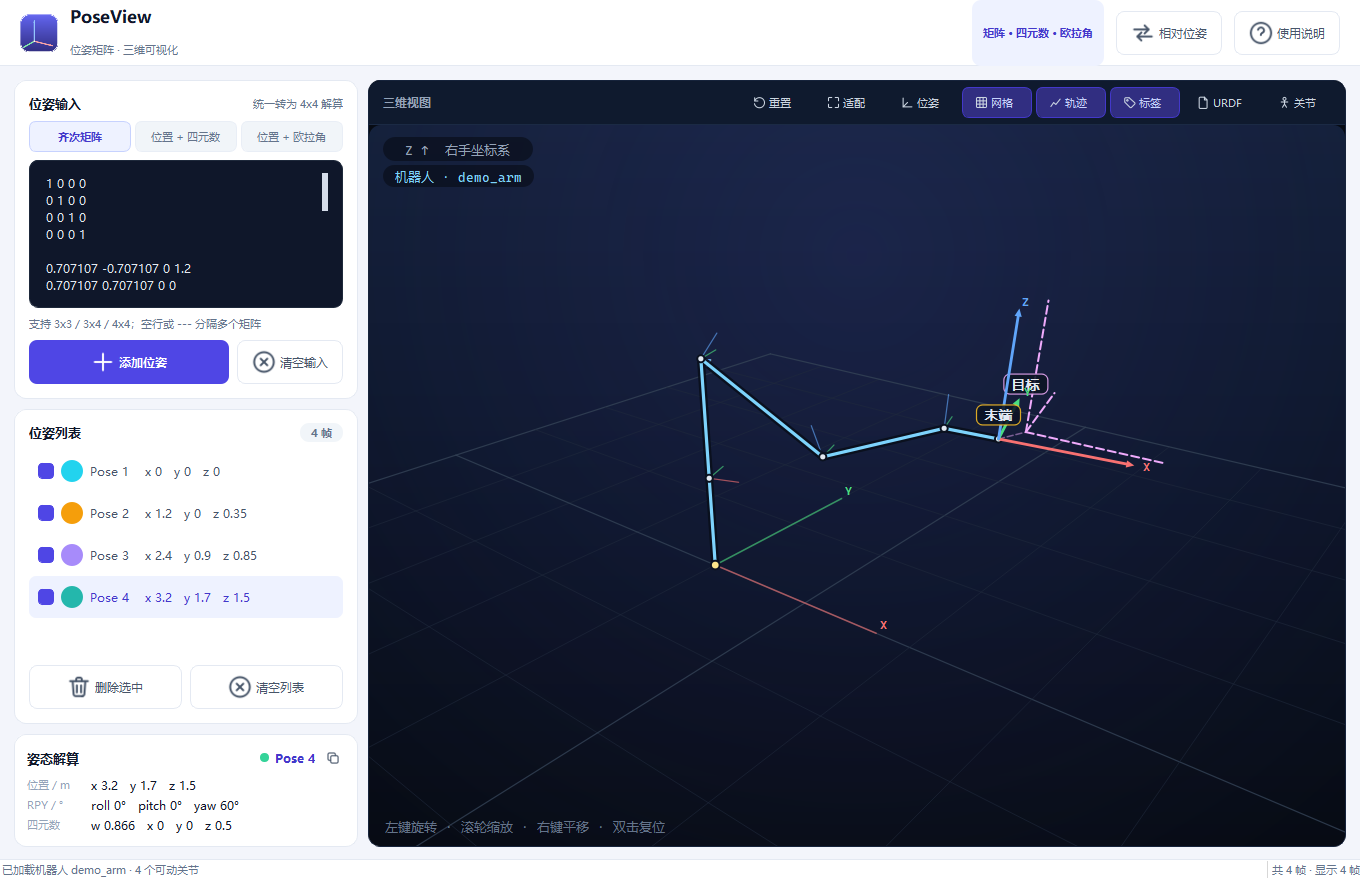 PoseView
位姿矩阵 · 三维可视化
矩阵 • 四元数 • 欧拉角
相对位姿
使用说明
位姿输入
统一转为 4x4 解算
齐次矩阵
位置 + 四元数
位置 + 欧拉角
1 0 0 0
0 1 0 0
0 0 1 0
0 0 0 1
0.707107 -0.707107 0 1.2
0.707107 0.707107 0 0
支持 3x3 / 3x4 / 4x4；空行或 --- 分隔多个矩阵
添加位姿
清空输入
位姿列表
4 帧
Pose 1 x 0 y 0 z 0
Pose 2 x 1.2 y 0 z 0.35
Pose 3 x 2.4 y 0.9 z 0.85
Pose 4 x 3.2 y 1.7 z 1.5
删除选中
清空列表
姿态解算
Pose 4
位置 / m x 3.2 y 1.7 z 1.5
RPY / ° roll 0° pitch 0° yaw 60°
四元数 w 0.866 x 0 y 0 z 0.5
三维视图
重置
适配
位姿
网格
轨迹
标签
URDF
关节
Z ↑ 右手坐标系
机器人 · demo_arm
Z
目标
Y
末端
X
Y
X
左键旋转 · 滚轮缩放 · 右键平移 · 双击复位
已加载机器人 demo_arm · 4 个可动关节
共 4 帧 · 显示 4 帧